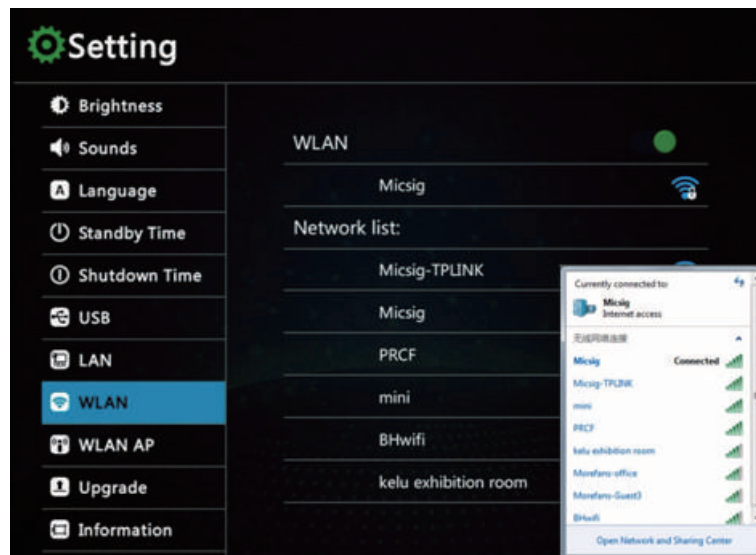 Setting
Brightness
Sounds
Language
Standby Time
Shutdown Time
USB
LAN
WLAN
WLAN AP
Upgrade
Information
WLAN
Micsig
Network list:
Micsig-TPLINK
Micsig
PRCF
mini
BHwifi
kelu exhibition room
Currently connected to:
Micsig
Internet access
无线网络连接
Micsig Connected
Micsig-TPLINK
mini
PRCF
kelu exhibition room
Morefans-office
Morefans-Guest3
BHwifi
Open Network and Sharing Center